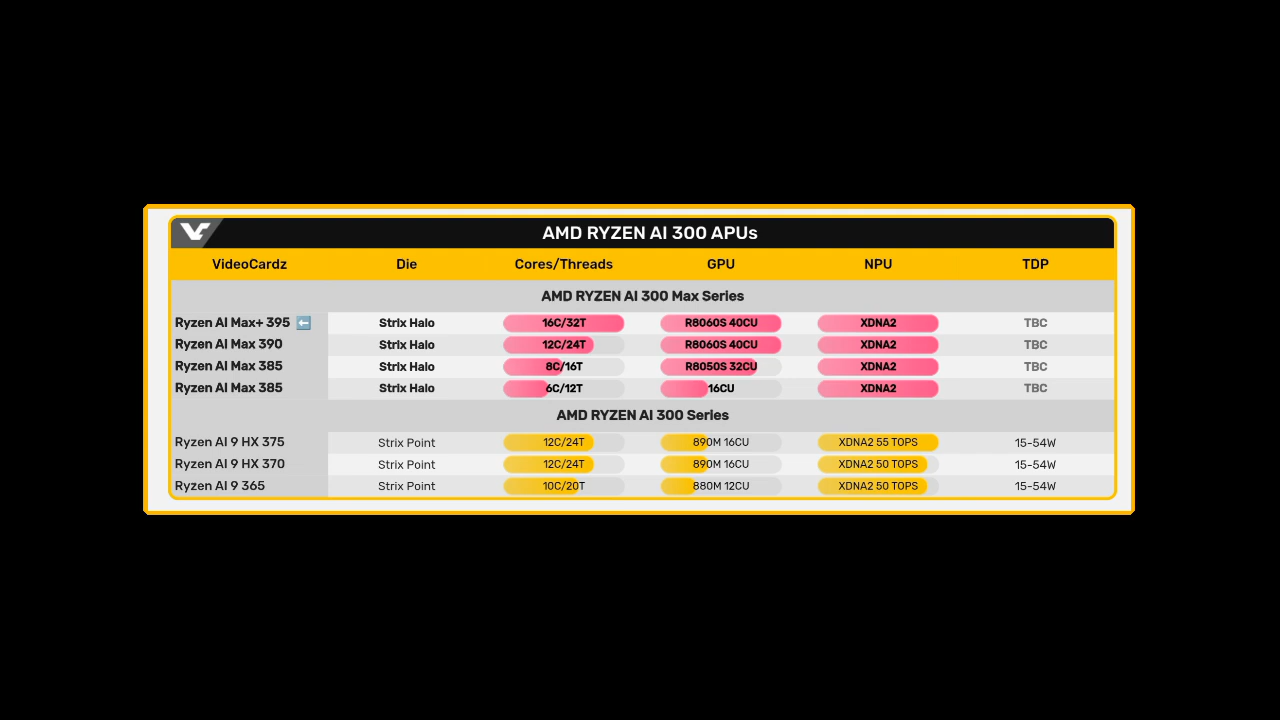 AMD RYZEN AI 300 APUs
VideoCardz Die Cores/Threads GPU NPU TDP
AMD RYZEN AI 300 Max Series
Ryzen AI Max+ 395 Strix Halo 16C/32T R8060S 40CU XDNA2 TBC
Ryzen AI Max 390 Strix Halo 12C/24T R8060S 40CU XDNA2 TBC
Ryzen AI Max 385 Strix Halo 8C/16T R8050S 32CU XDNA2 TBC
Ryzen AI Max 385 Strix Halo 6C/12T 16CU XDNA2 TBC
AMD RYZEN AI 300 Series
Ryzen AI 9 HX 375 Strix Point 12C/24T 890M 16CU XDNA2 55 TOPS 15-54W
Ryzen AI 9 HX 370 Strix Point 12C/24T 890M 16CU XDNA2 50 TOPS 15-54W
Ryzen AI 9 365 Strix Point 10C/20T 880M 12CU XDNA2 50 TOPS 15-54W